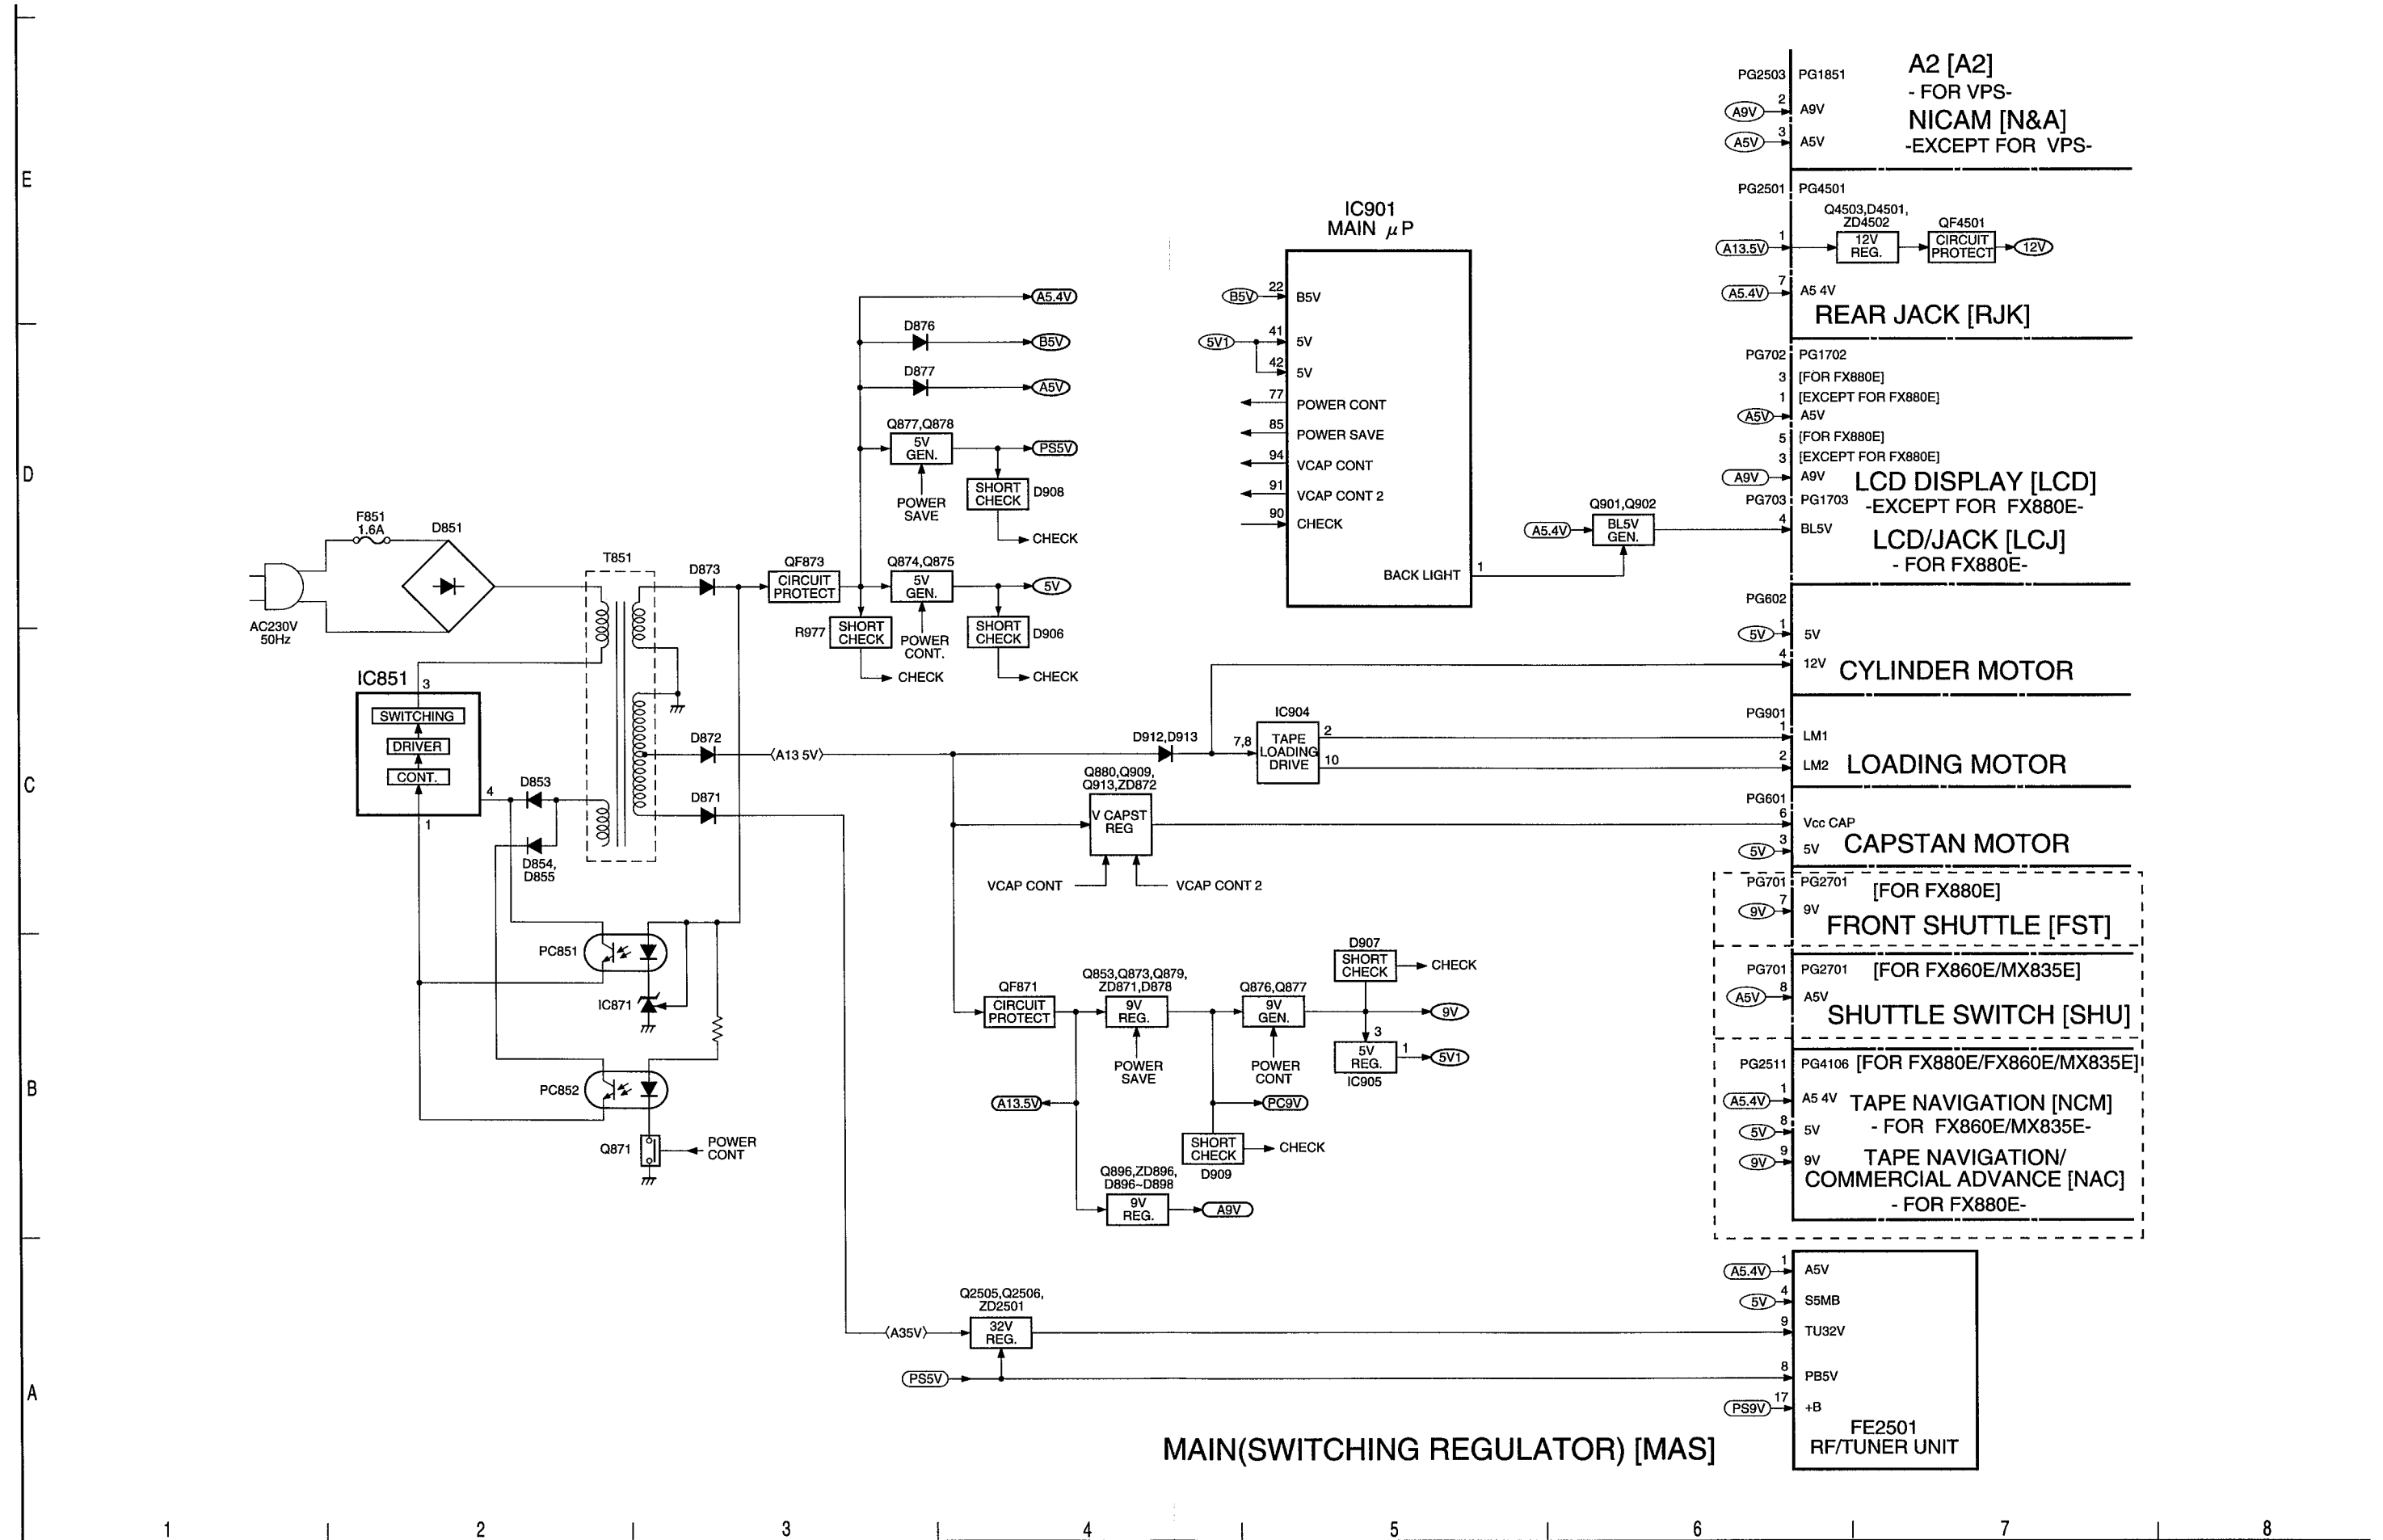 E
D
C
B
A
1
2
3
4
5
6
7
8
AC230V
50Hz
F851
1.6A
D851
T851
IC851
3
SWITCHING
DRIVER
CONT.
4
1
D853
D854,
D855
D873
D872
D871
PC851
IC871
PC852
Q871
POWER
CONT
QF873
CIRCUIT
PROTECT
R977
SHORT
CHECK
CHECK
A5.4V
D876
B5V
D877
A5V
Q877,Q878
5V
GEN.
PS5V
POWER
SAVE
SHORT
CHECK
D908
CHECK
Q874,Q875
5V
GEN.
5V
POWER
CONT.
SHORT
CHECK
D906
CHECK
A13 5V
D912,D913
7,8
IC904
TAPE
LOADING
DRIVE
2
10
Q880,Q909,
Q913,ZD872
V CAPST
REG
VCAP CONT
VCAP CONT 2
QF871
CIRCUIT
PROTECT
Q853,Q873,Q879,
ZD871,D878
9V
REG.
POWER
SAVE
Q876,Q877
9V
GEN.
POWER
CONT
D907
SHORT
CHECK
CHECK
9V
3
5V
REG.
IC905
1
5V1
A13.5V
PC9V
SHORT
CHECK
D909
CHECK
Q896,ZD896,
D896~D898
9V
REG.
A9V
A35V
Q2505,Q2506,
ZD2501
32V
REG.
PS5V
IC901
MAIN μP
B5V
22
B5V
5V1
41
5V
42
5V
77
POWER CONT
85
POWER SAVE
94
VCAP CONT
91
VCAP CONT 2
90
CHECK
BACK LIGHT
1
A5.4V
Q901,Q902
BL5V
GEN.
PG2503
PG1851
A9V
2
A9V
A5V
3
A5V
A2 [A2]
- FOR VPS-
NICAM [N&A]
-EXCEPT FOR VPS-
PG2501
PG4501
Q4503,D4501,
ZD4502
A13.5V
1
12V
REG.
QF4501
CIRCUIT
PROTECT
12V
A5.4V
7
A5 4V
REAR JACK [RJK]
PG702
PG1702
3
[FOR FX880E]
1
[EXCEPT FOR FX880E]
A5V
A5V
5
[FOR FX880E]
3
[EXCEPT FOR FX880E]
A9V
A9V
LCD DISPLAY [LCD]
-EXCEPT FOR FX880E-
PG703
PG1703
4
BL5V
LCD/JACK [LCJ]
- FOR FX880E-
PG602
5V
1
5V
4
12V
CYLINDER MOTOR
PG901
1
LM1
2
LM2
LOADING MOTOR
PG601
6
Vcc CAP
5V
3
5V
CAPSTAN MOTOR
PG701
PG2701
[FOR FX880E]
9V
7
9V
FRONT SHUTTLE [FST]
PG701
PG2701
[FOR FX860E/MX835E]
A5V
8
A5V
SHUTTLE SWITCH [SHU]
PG2511
PG4106
[FOR FX880E/FX860E/MX835E]
A5.4V
1
A5 4V
TAPE NAVIGATION [NCM]
- FOR FX860E/MX835E-
5V
8
5V
9V
9
9V
TAPE NAVIGATION/
COMMERCIAL ADVANCE [NAC]
- FOR FX880E-
A5.4V
1
A5V
5V
4
S5MB
9
TU32V
8
PB5V
PS9V
17
+B
FE2501
RF/TUNER UNIT
MAIN(SWITCHING REGULATOR) [MAS]